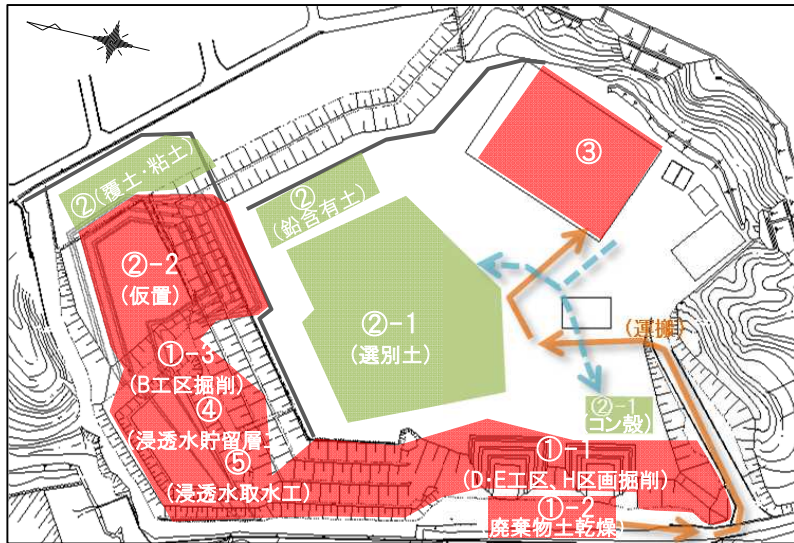 ②(覆土・粘土)
②
(鉛含有土)
③
②-2
(仮置)
②-1
(選別土)
(運搬)
①-3
(B工区掘削)
④
(浸透水貯留層工
⑤
(浸透水取水工)
②-1
(コン殻)
①-1
(D・E工区、H区画掘削)
①-2
廃棄物土乾燥)